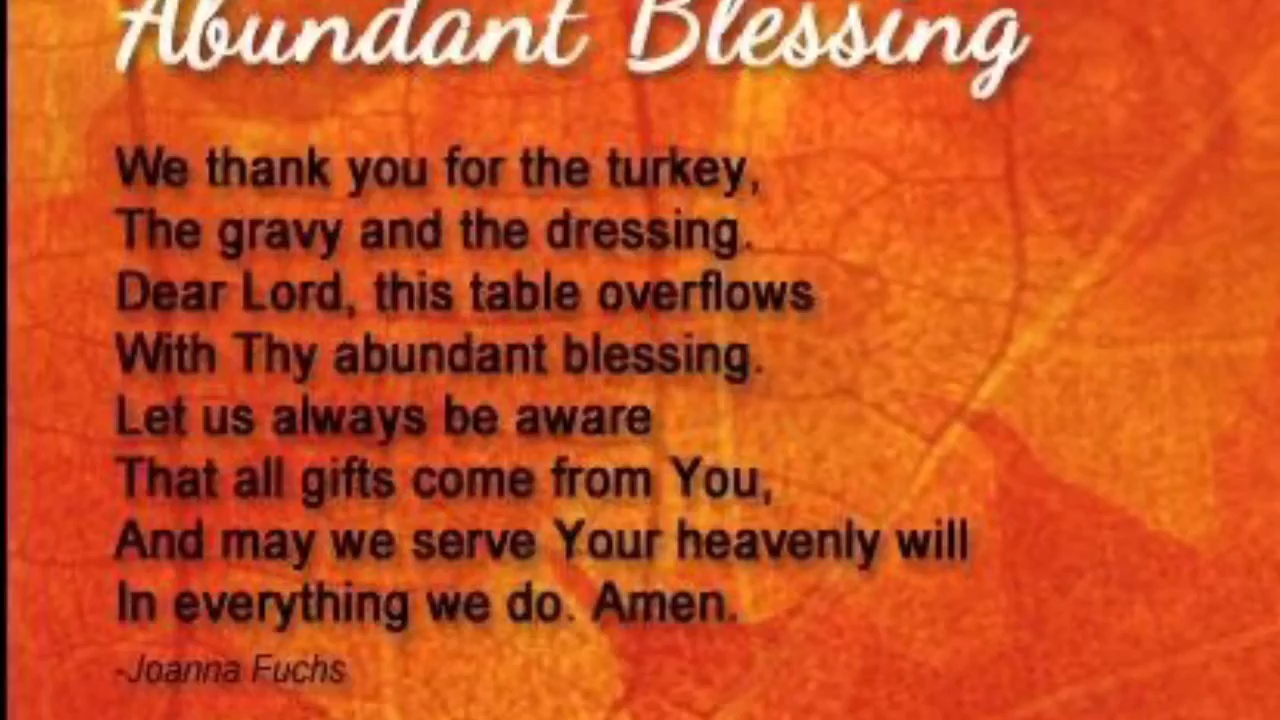 Abundant Blessing
We thank you for the turkey,
The gravy and the dressing.
Dear Lord, this table overflows
With Thy abundant blessing.
Let us always be aware
That all gifts come from You,
And may we serve Your heavenly will
In everything we do. Amen.
-Joanna Fuchs